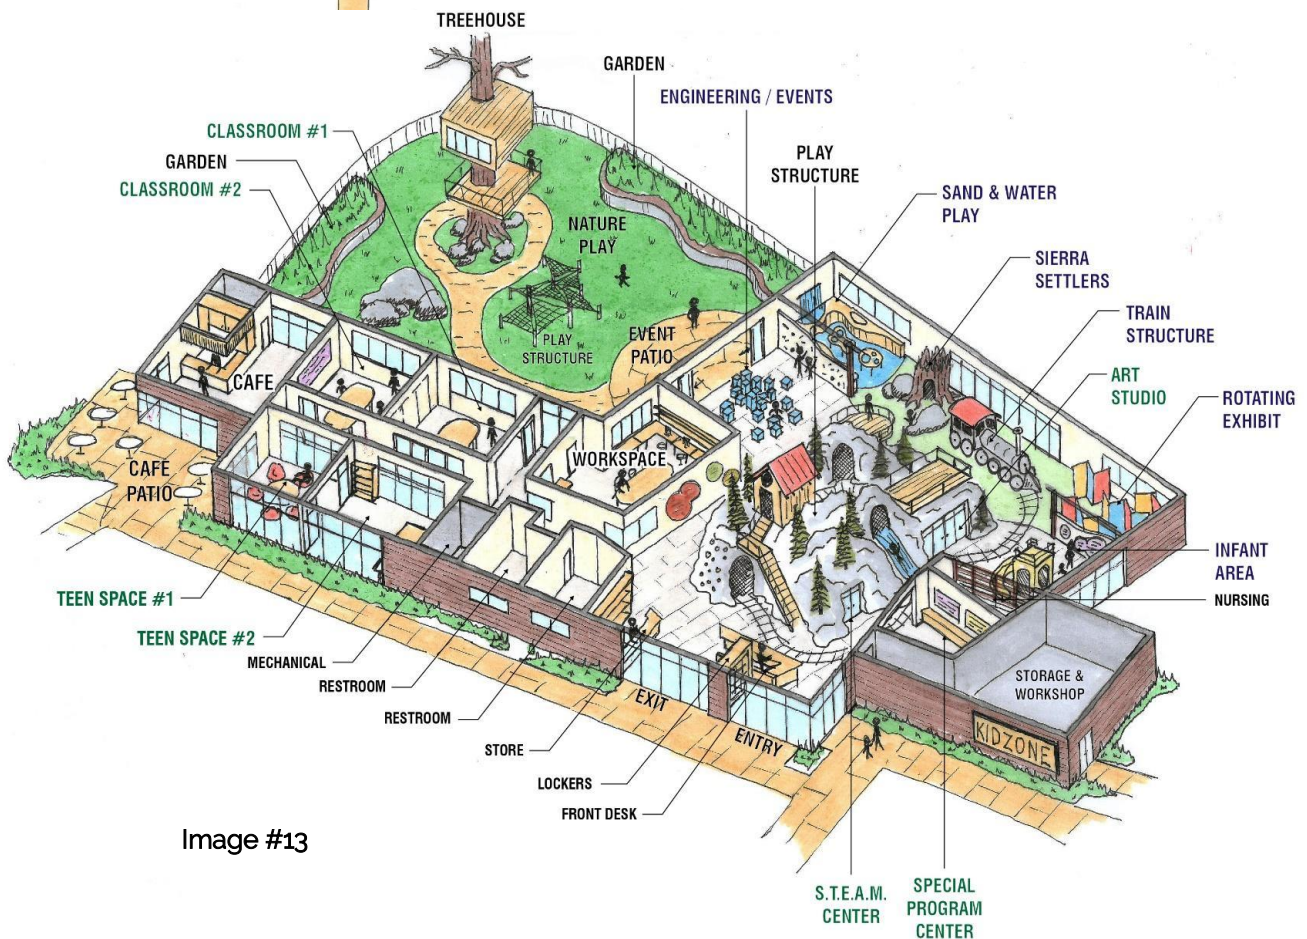 TREEHOUSE
GARDEN
ENGINEERING / EVENTS
CLASSROOM #1
GARDEN
CLASSROOM #2
PLAY
STRUCTURE
SAND & WATER
PLAY
NATURE
PLAY
SIERRA
SETTLERS
TRAIN
STRUCTURE
PLAY
STRUCTURE
EVENT
PATIO
ART
STUDIO
ROTATING
EXHIBIT
CAFE
WORKSPACE
CAFE
PATIO
INFANT
AREA
NURSING
TEEN SPACE #1
TEEN SPACE #2
MECHANICAL
RESTROOM
RESTROOM
STORE
LOCKERS
FRONT DESK
EXIT
ENTRY
STORAGE &
WORKSHOP
KIDZONE
Image #13
S.T.E.A.M.
CENTER
SPECIAL
PROGRAM
CENTER